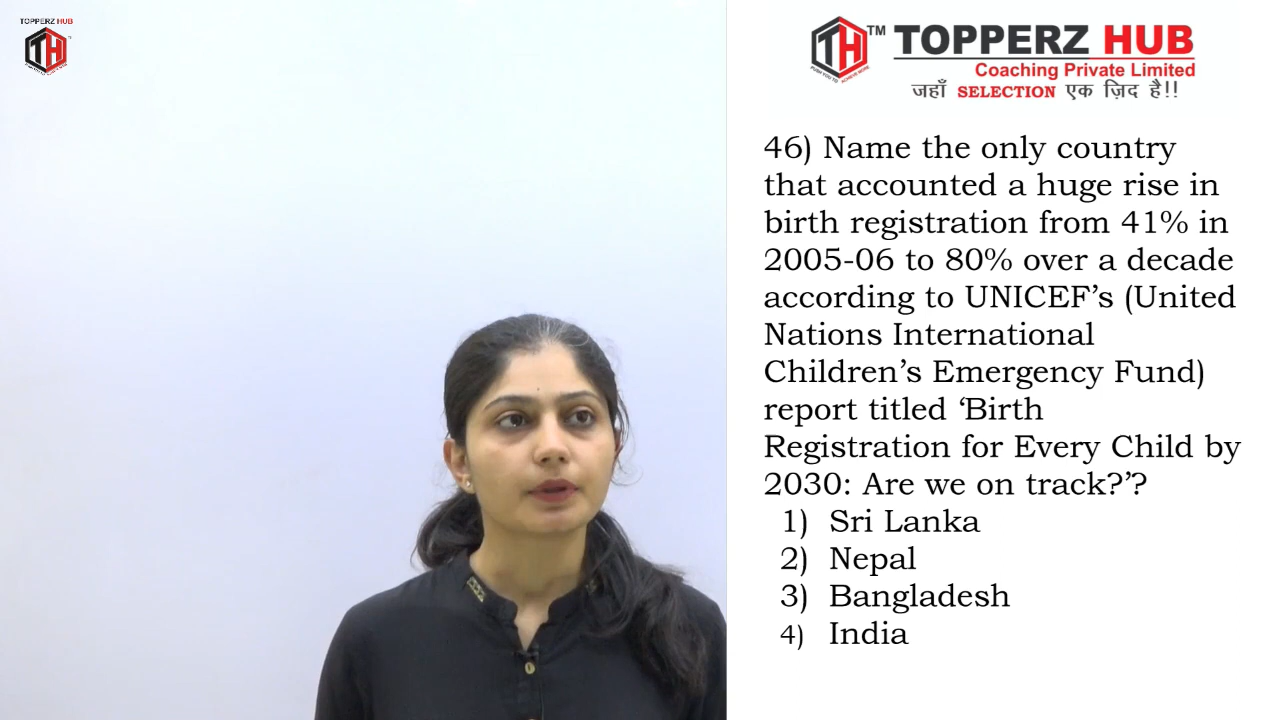 TOPPERZ HUB
TH
TH TM TOPPERZ HUB
Coaching Private Limited
जहाँ SELECTION एक ज़िद है!!
46) Name the only country
that accounted a huge rise in
birth registration from 41% in
2005-06 to 80% over a decade
according to UNICEF’s (United
Nations International
Children’s Emergency Fund)
report titled ‘Birth
Registration for Every Child by
2030: Are we on track?’?
1) Sri Lanka
2) Nepal
3) Bangladesh
4) India